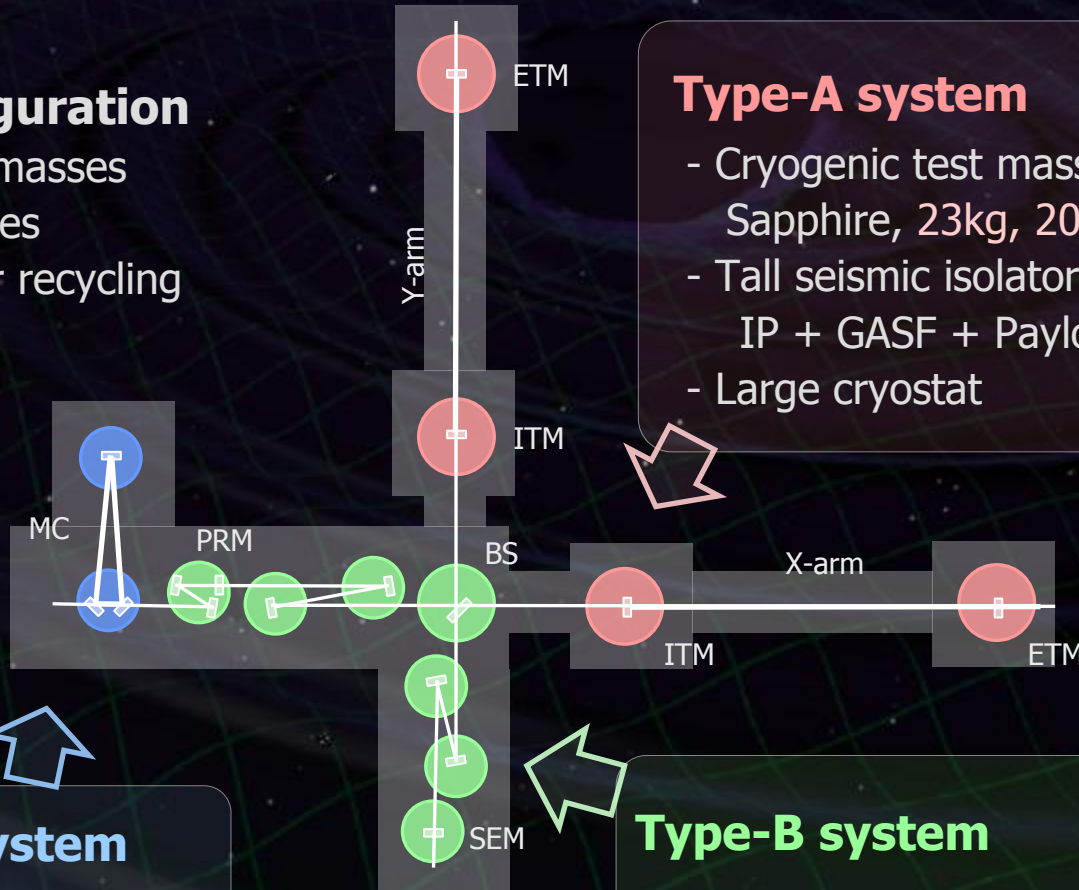 guration
masses
es
r recycling
ETM
Y-arm
ITM
Type-A system
- Cryogenic test mass
Sapphire, 23kg, 20
- Tall seismic isolator
IP + GASF + Paylo
- Large cryostat
MC
PRM
BS
X-arm
ITM
ETM
SEM
ystem
Type-B system